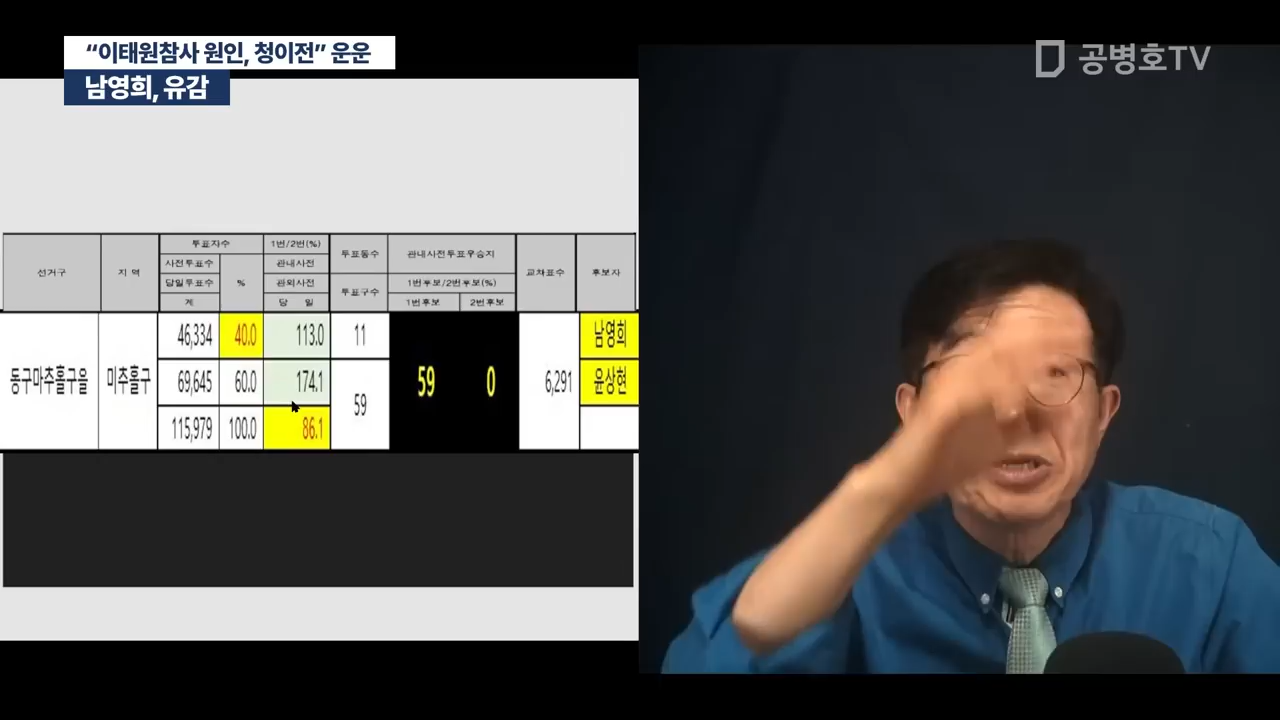 “이태원참사 원인, 청이전” 운운
남영희, 유감
공병호TV
선거구
지 역
투표자수
사전투표수
당일투표수
계
%
1번/2번(%)
관내사전
관외사전
당 일
투표동수
투표구수
관내사전투표우승지
1번후보/2번후보(%)
1번후보
2번후보
교차표수
후보자
동구마추홀구을
미추홀구
46,334
40.0
113.0
11
남영희
69,645
60.0
174.1
59
59
0
6,291
윤상현
115,979
100.0
86.1